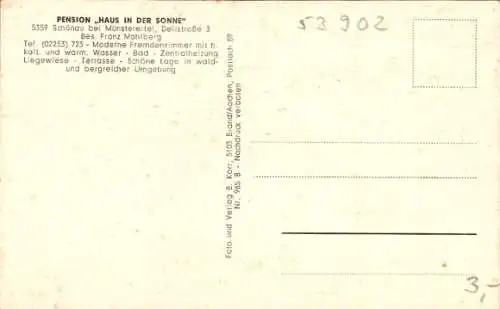 PENSION „HAUS IN DER SONNE"
5359 Schönau bei Münstereifel, Dellstraße 3
Bes. Franz Mahlberg
Tel. (02253) 725 - Moderne Fremdenzimmer mit fl.
kalt. und warm. Wasser - Bad - Zentralheizung
Liegewiese - Terrasse - Schöne Lage in wald-
und bergreicher Umgebung
53902
Foto und Verlag B. Korr, 5103 Brand/Aachen, Postfach 59
Nr. 965 B - Nachdruck verboten
3,-